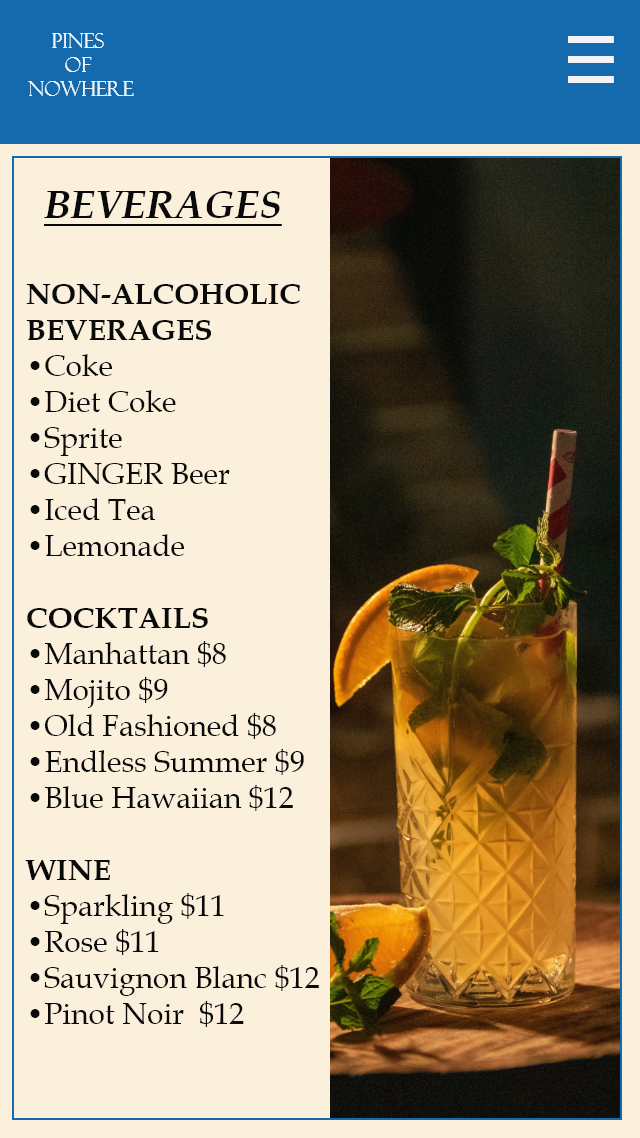 PINES
OF
NOWHERE
BEVERAGES
NON-ALCOHOLIC
BEVERAGES
•Coke
•Diet Coke
•Sprite
•GINGER Beer
•Iced Tea
•Lemonade
COCKTAILS
•Manhattan $8
•Mojito $9
•Old Fashioned $8
•Endless Summer $9
•Blue Hawaiian $12
WINE
•Sparkling $11
•Rose $11
•Sauvignon Blanc $12
•Pinot Noir  $12